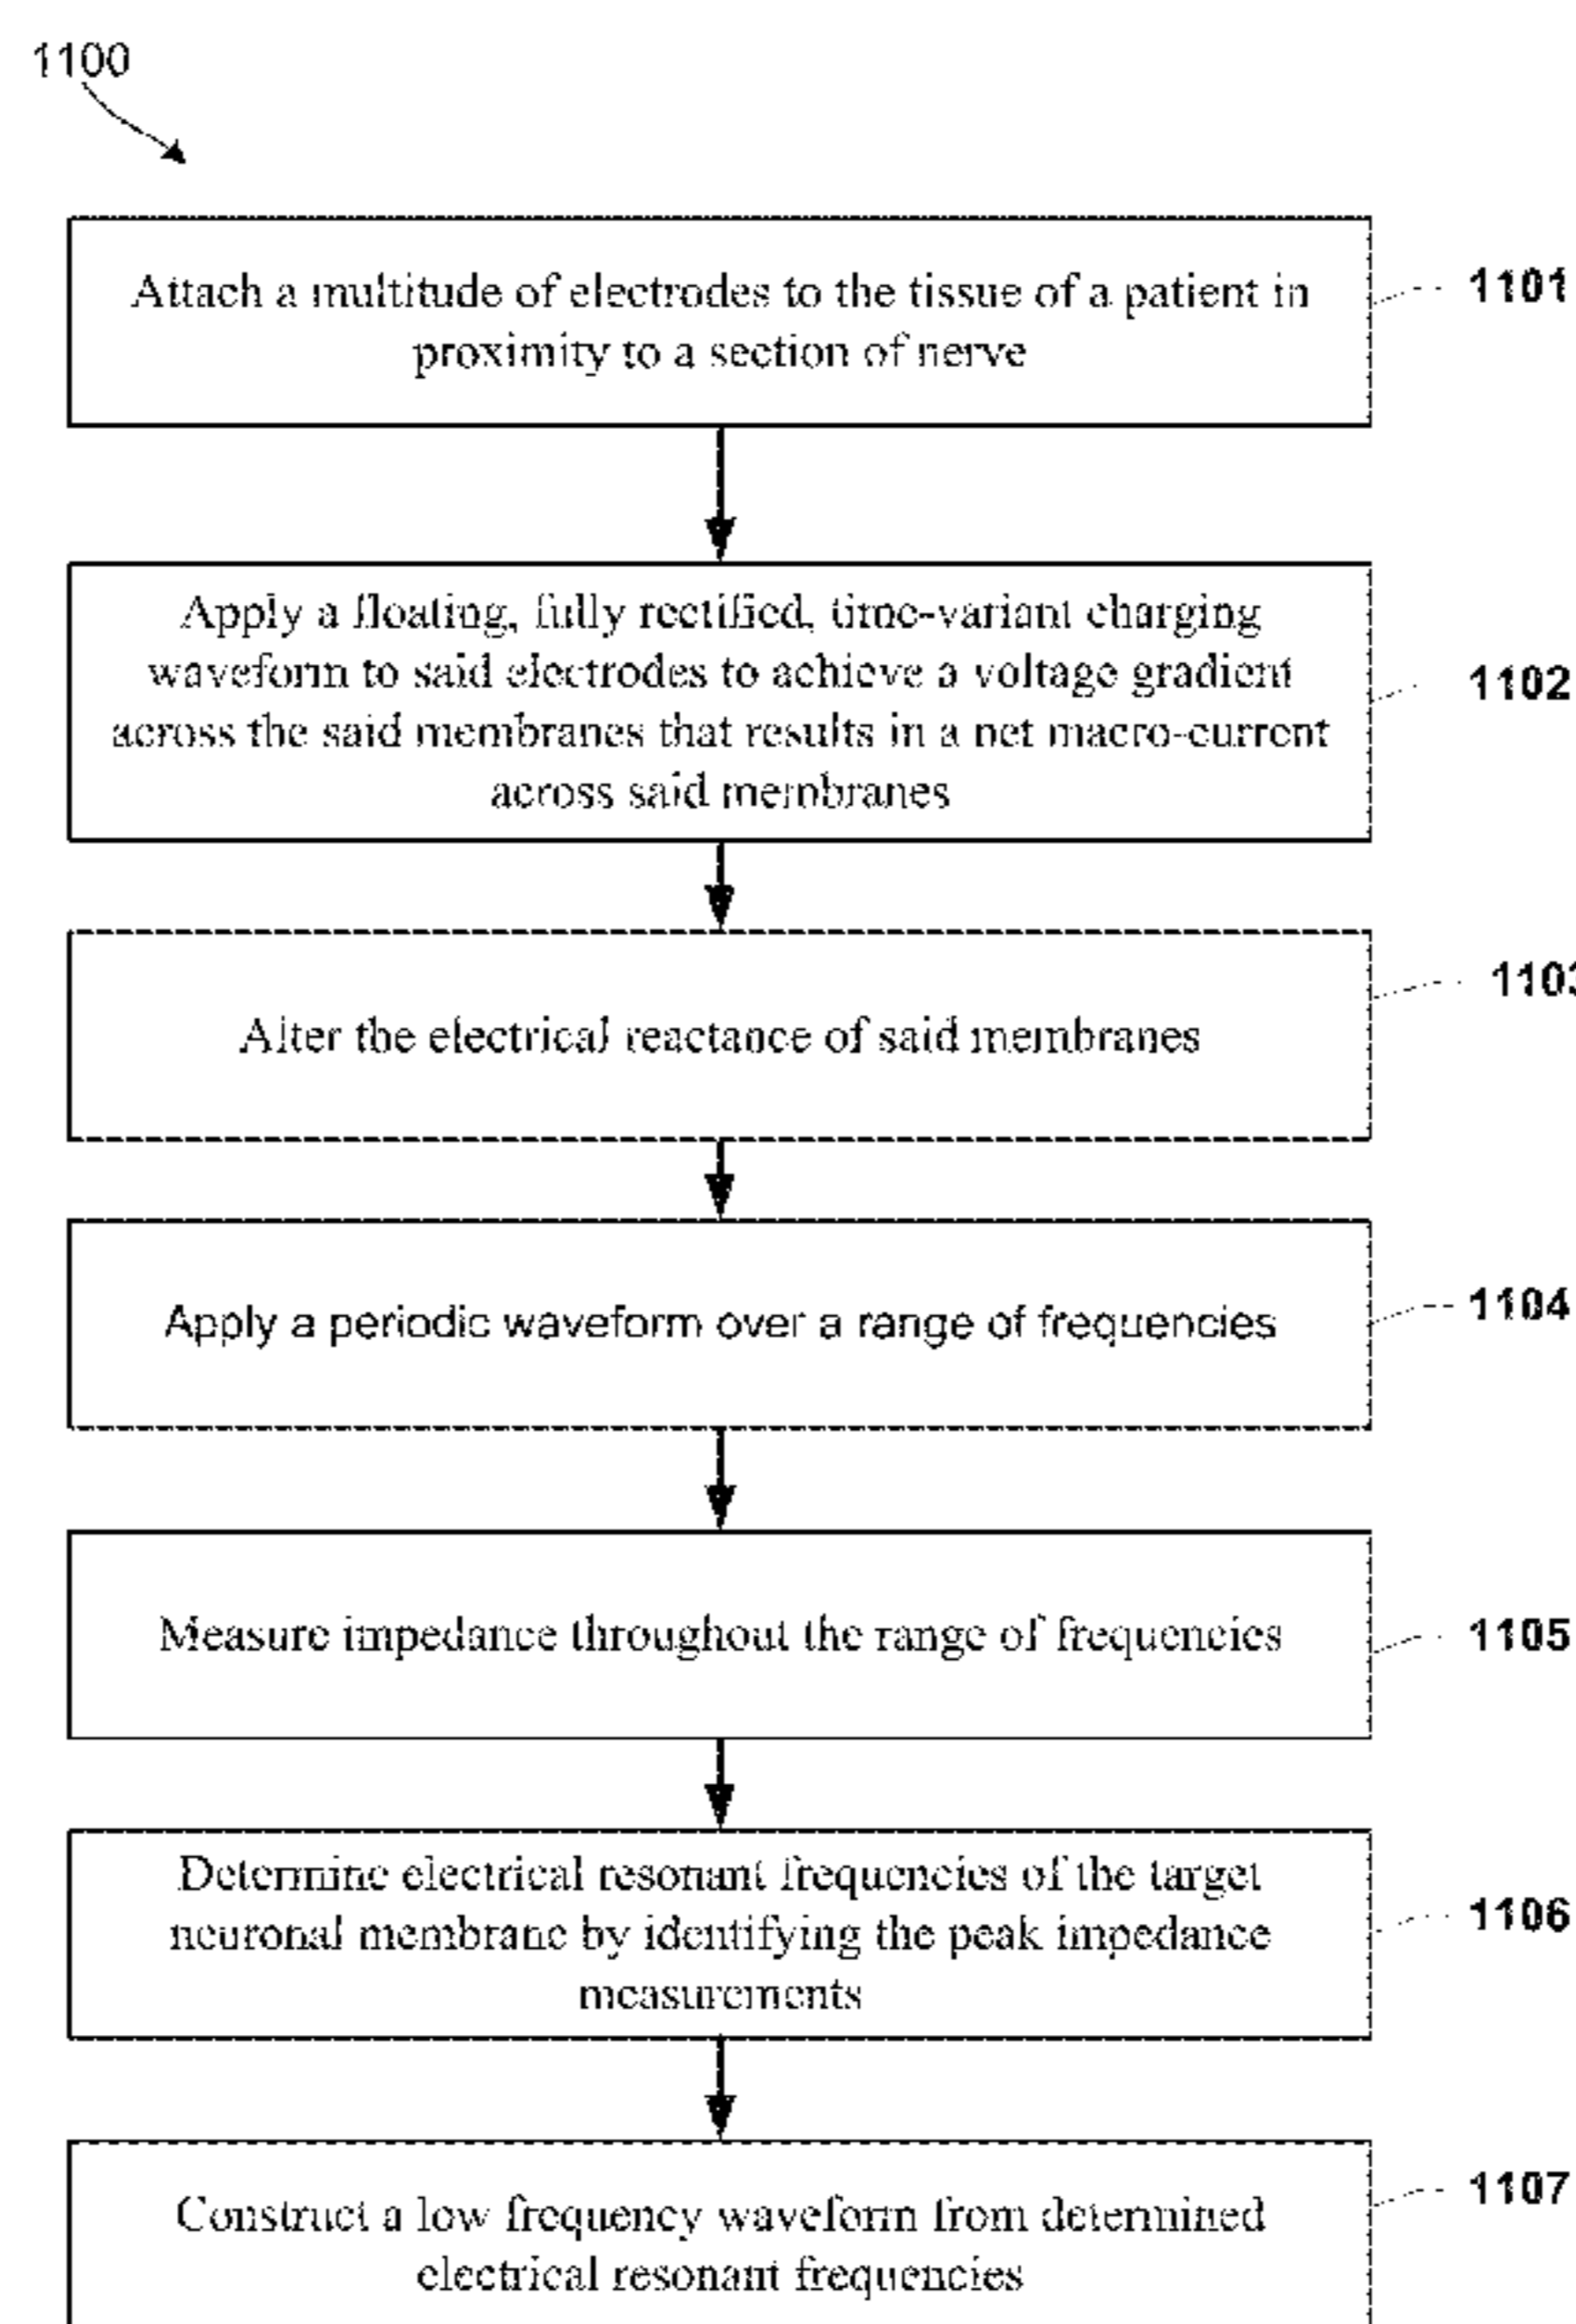 1100
Attach a multitude of electrodes to the tissue of a patient in
proximity to a section of nerve
1101
Apply a floating, fully rectified, time-variant charging
waveform to said electrodes to achieve a voltage gradient
across the said membranes that results in a net macro-current
across said membranes
1102
Alter the electrical reactance of said membranes
1103
Apply a periodic waveform over a range of frequencies
1104
Measure impedance throughout the range of frequencies
1105
Determine electrical resonant frequencies of the target
neuronal membrane by identifying the peak impedance
measurements
1106
Construct a low frequency waveform from determined
electrical resonant frequencies
1107